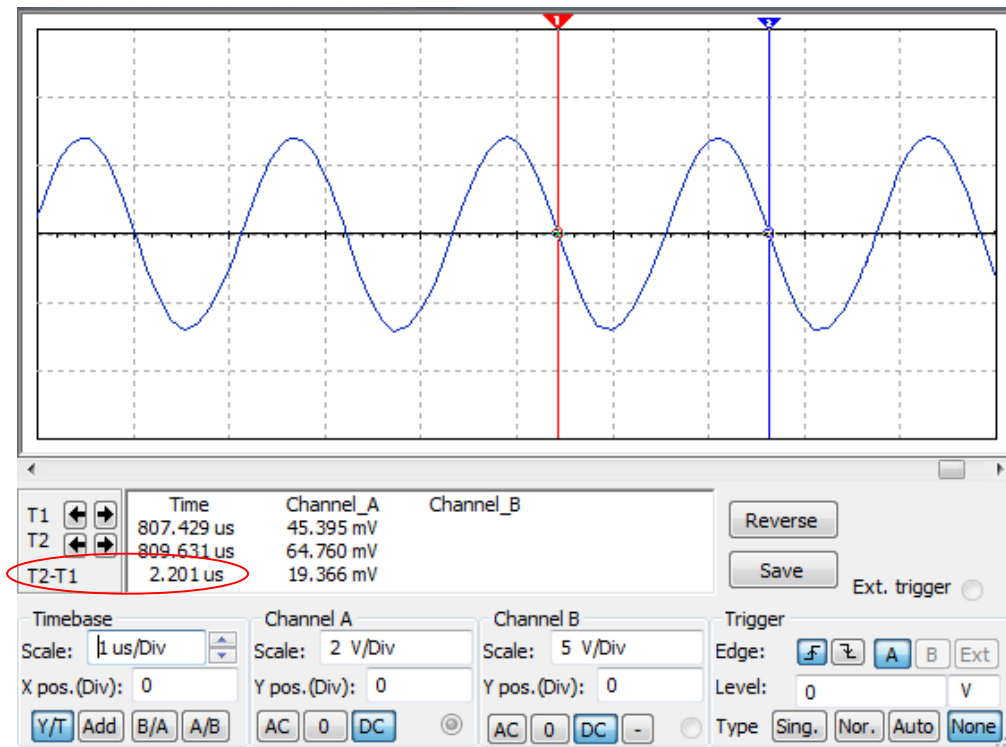 1 2
Time Channel_A Channel_B
T1 807.429 us 45.395 mV
T2 809.631 us 64.760 mV
T2-T1 2.201 us 19.366 mV
Reverse
Save
Ext. trigger
Timebase Channel A Channel B Trigger
Scale: 1 us/Div Scale: 2 V/Div Scale: 5 V/Div Edge: A B Ext
X pos.(Div): 0 Y pos.(Div): 0 Y pos.(Div): 0 Level: 0 V
Y/T Add B/A A/B AC 0 DC AC 0 DC - Type Sing. Nor. Auto None